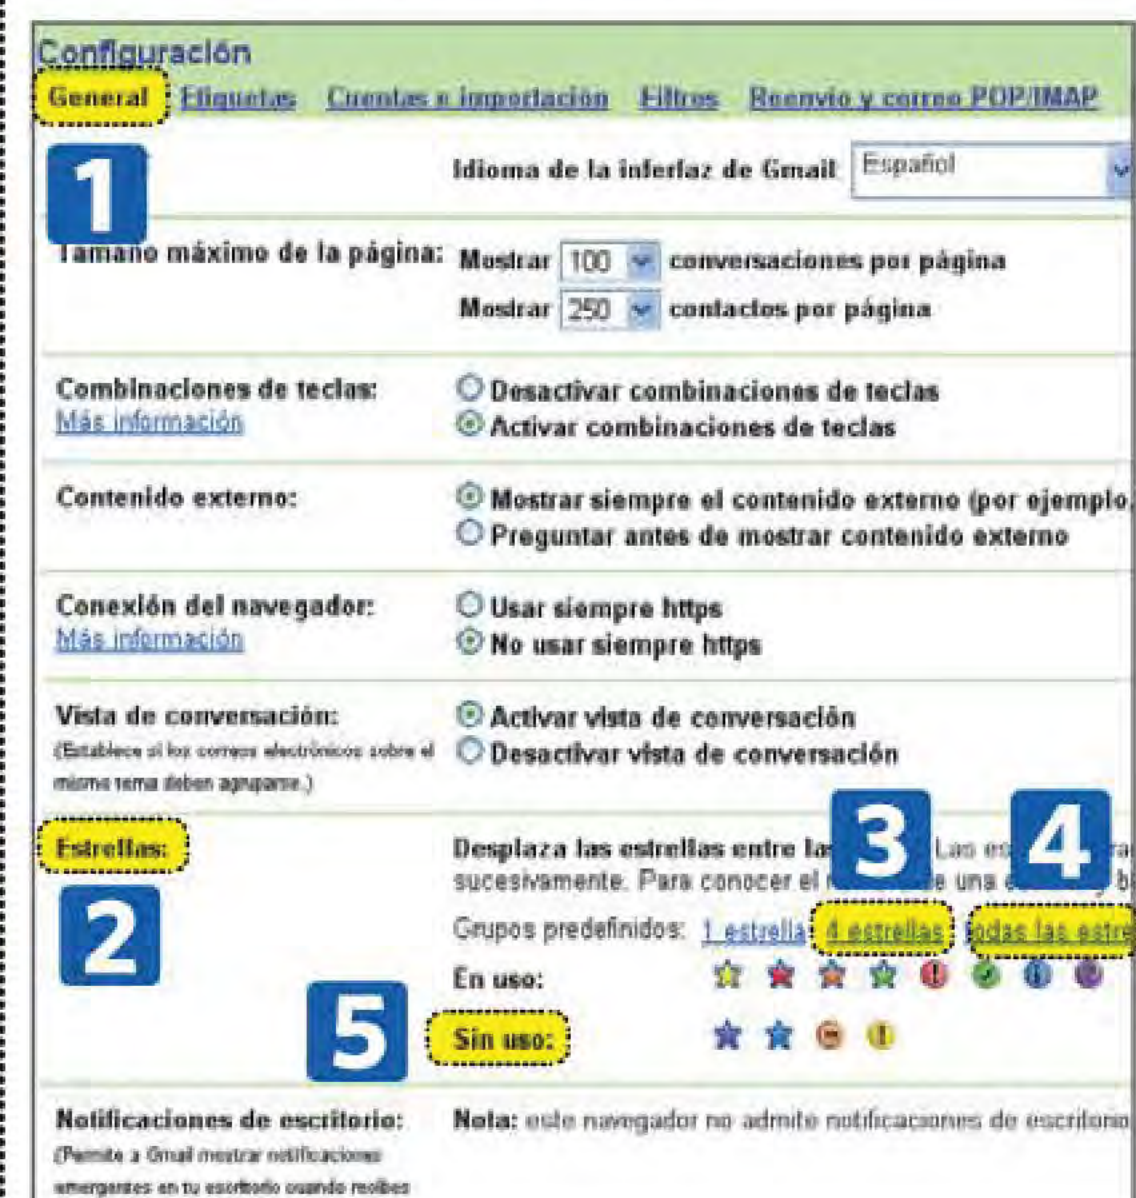 Configuración
General Etiquetas Cuentas e importación Filtros Reenvío y correo POP/IMAP
1
Idioma de la interfaz de Gmail Español
Tamaño máximo de la página: Mostrar 100 conversaciones por página
Mostrar 250 contactos por página
Combinaciones de teclas: Desactivar combinaciones de teclas
Más información Activar combinaciones de teclas
Contenido externo: Mostrar siempre el contenido externo (por ejemplo,
Preguntar antes de mostrar contenido externo
Conexión del navegador: Usar siempre https
Más información No usar siempre https
Vista de conversación: Activar vista de conversación
(Establece si los correos electrónicos sobre el Desactivar vista de conversación
mismo tema deben agruparse.)
3 4
Estrellas: Desplaza las estrellas entre las Las es
2
sucesivamente. Para conocer el una
Grupos predefinidos: 1 estrella 4 estrellas todas las estre
En uso:
5
Sin uso:
Notificaciones de escritorio: Nota: este navegador no admite notificaciones de escritorio
(Permite a Gmail mostrar notificaciones
emergentes en tu escritorio cuando recibes